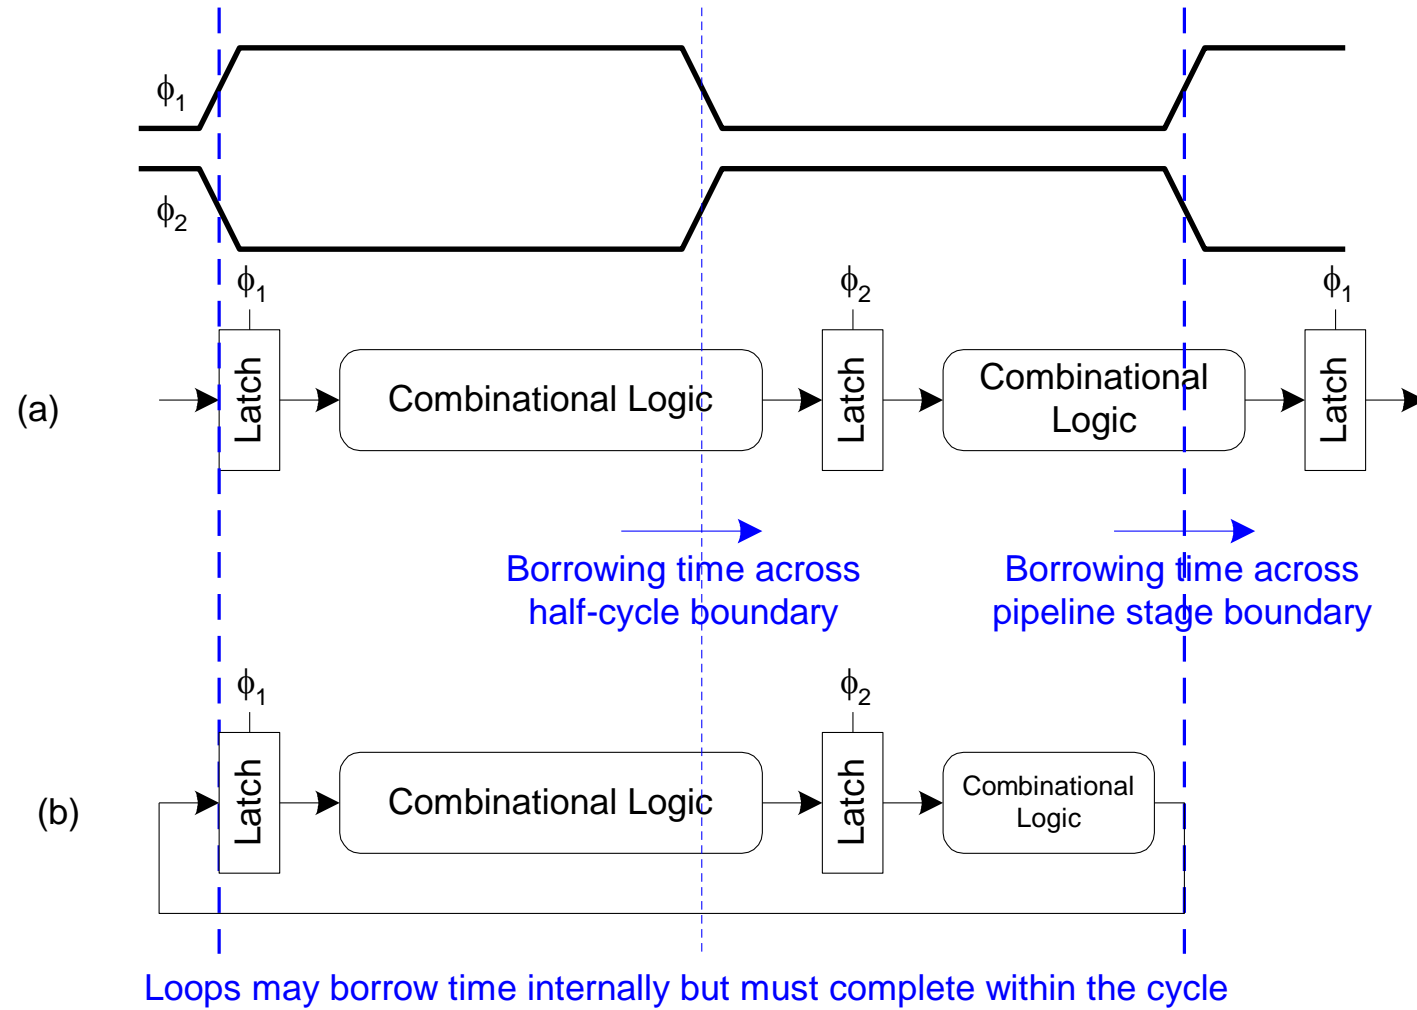 ϕ1
ϕ2
ϕ1
ϕ2
ϕ1
(a)
Latch
Combinational Logic
Latch
Combinational
Logic
Latch
Borrowing time across
half-cycle boundary
Borrowing time across
pipeline stage boundary
ϕ1
ϕ2
(b)
Latch
Combinational Logic
Latch
Combinational
Logic
Loops may borrow time internally but must complete within the cycle